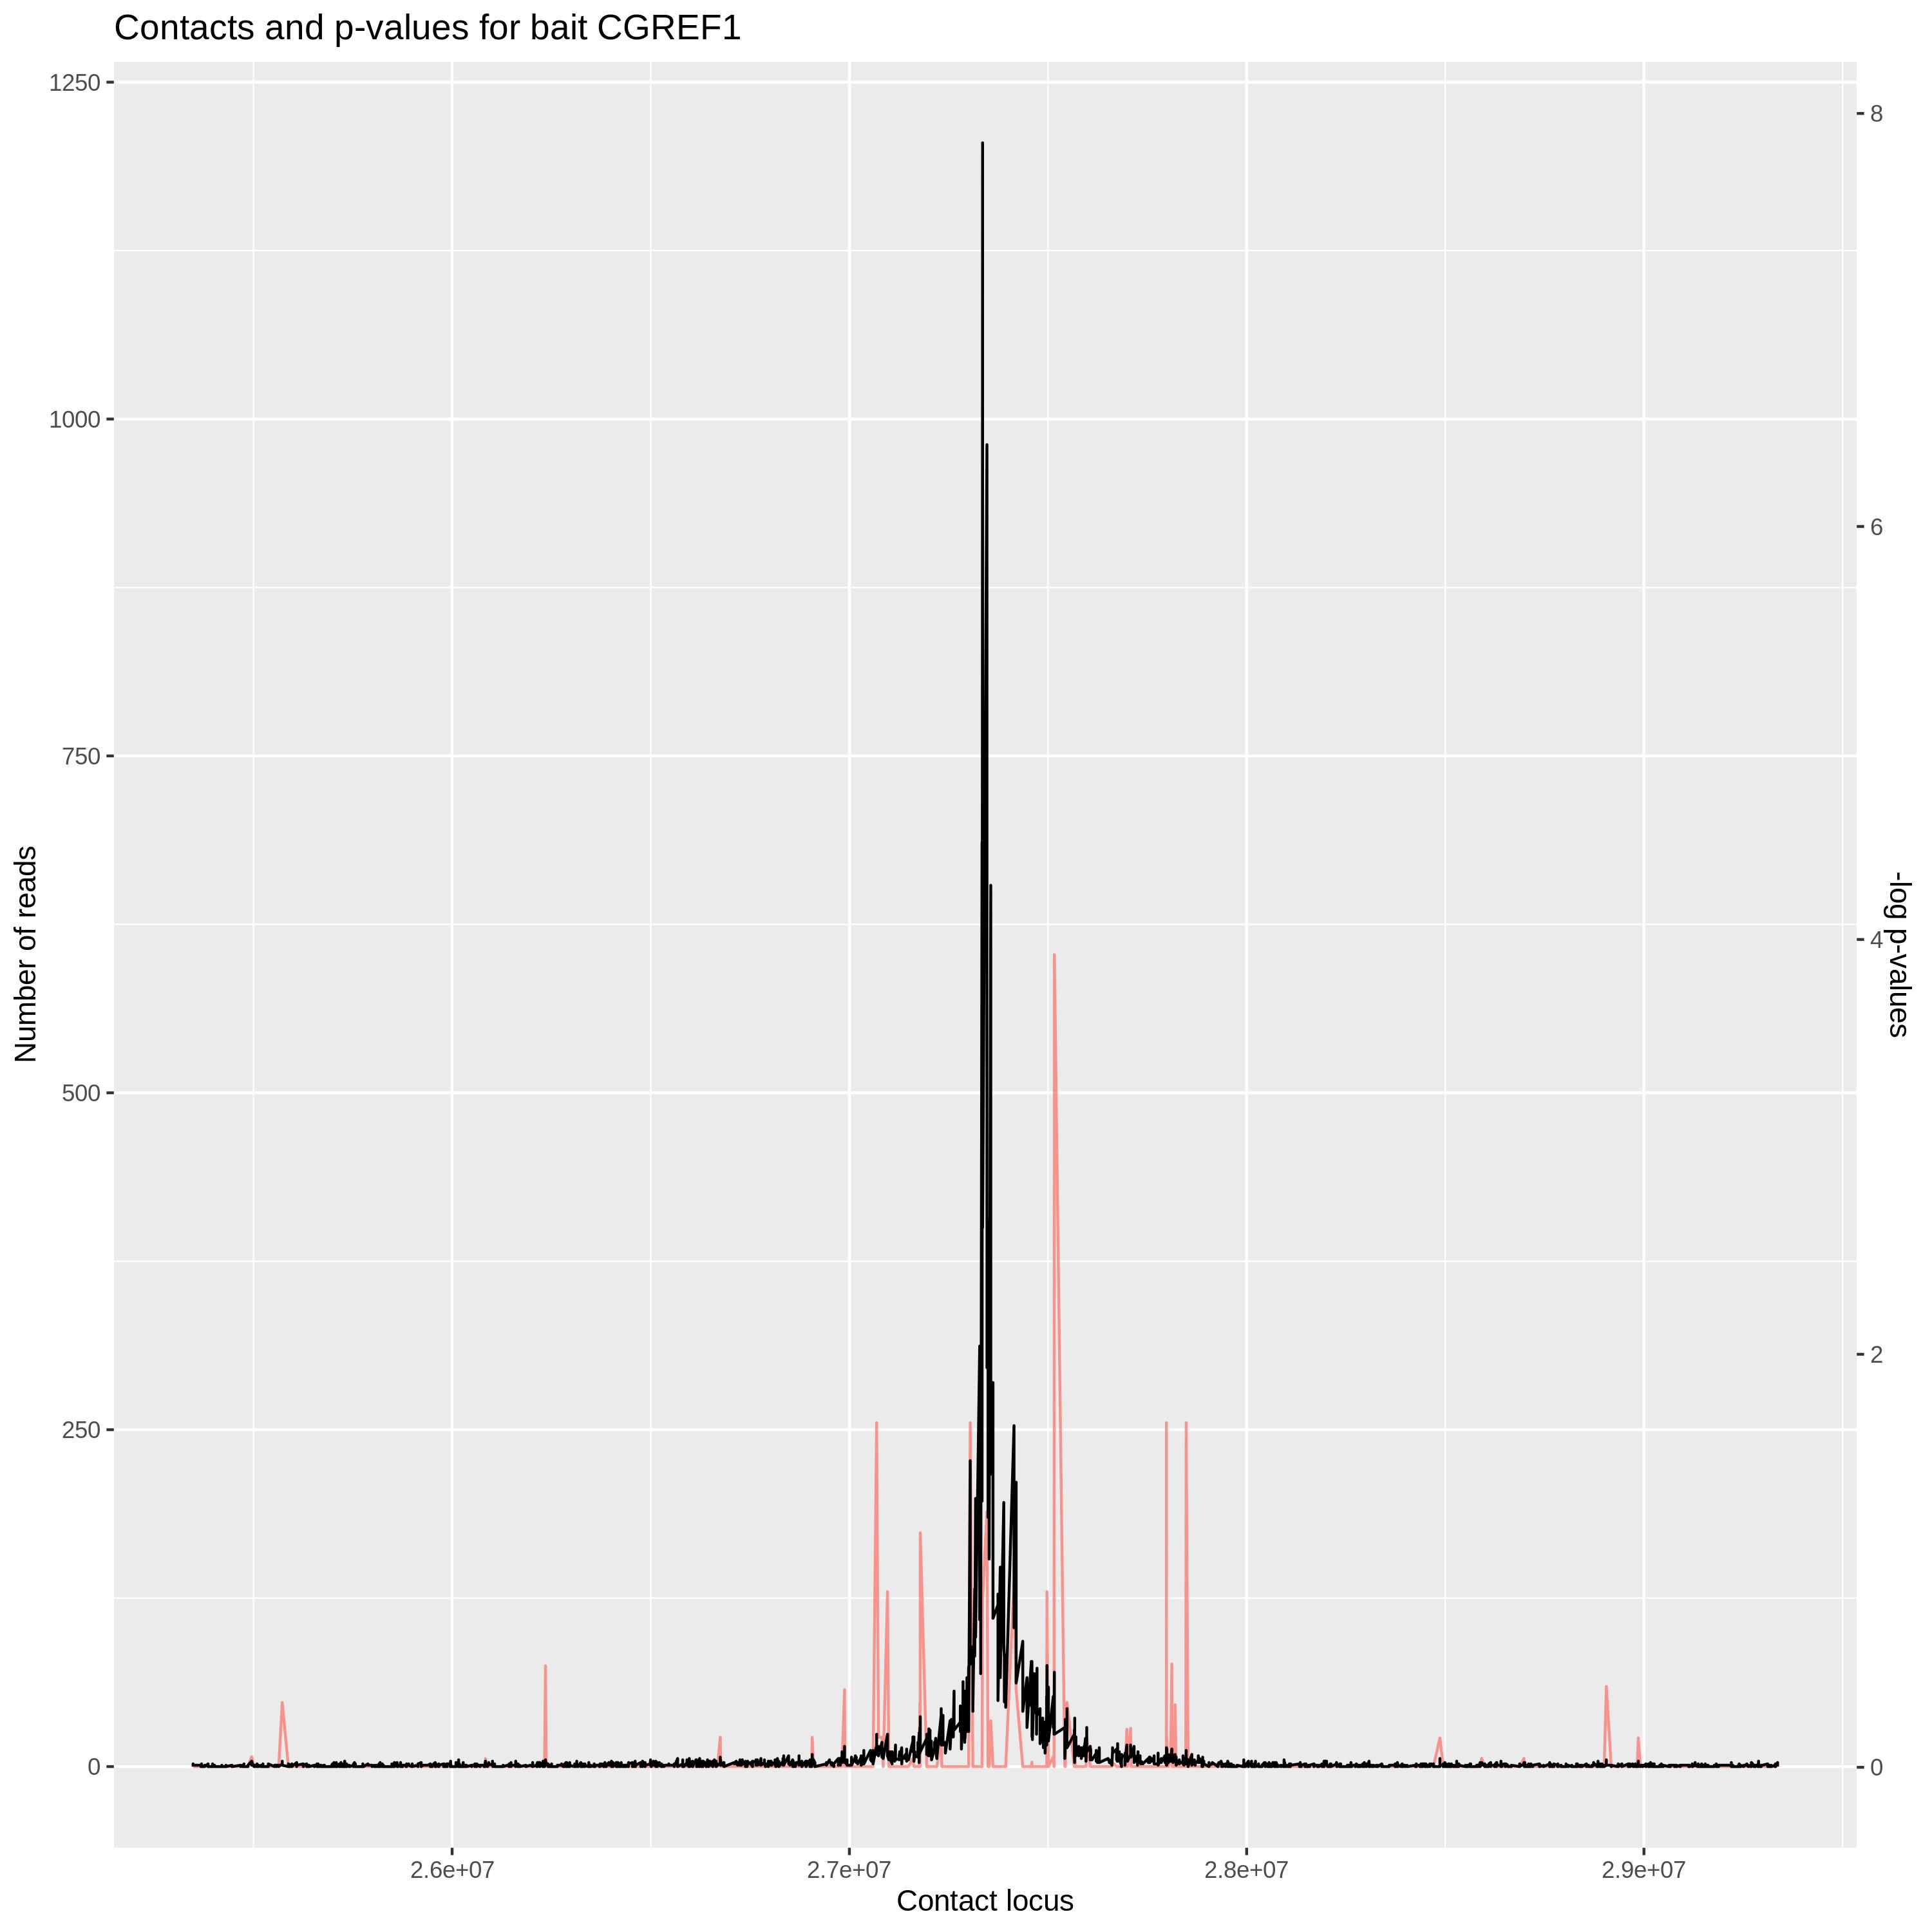 Contacts and p-values for bait CGREF1
1250
1000
750
500
250
0
Number of reads
8
6
4
2
0
-log p-values
2.6e+07
2.7e+07
2.8e+07
2.9e+07
Contact locus